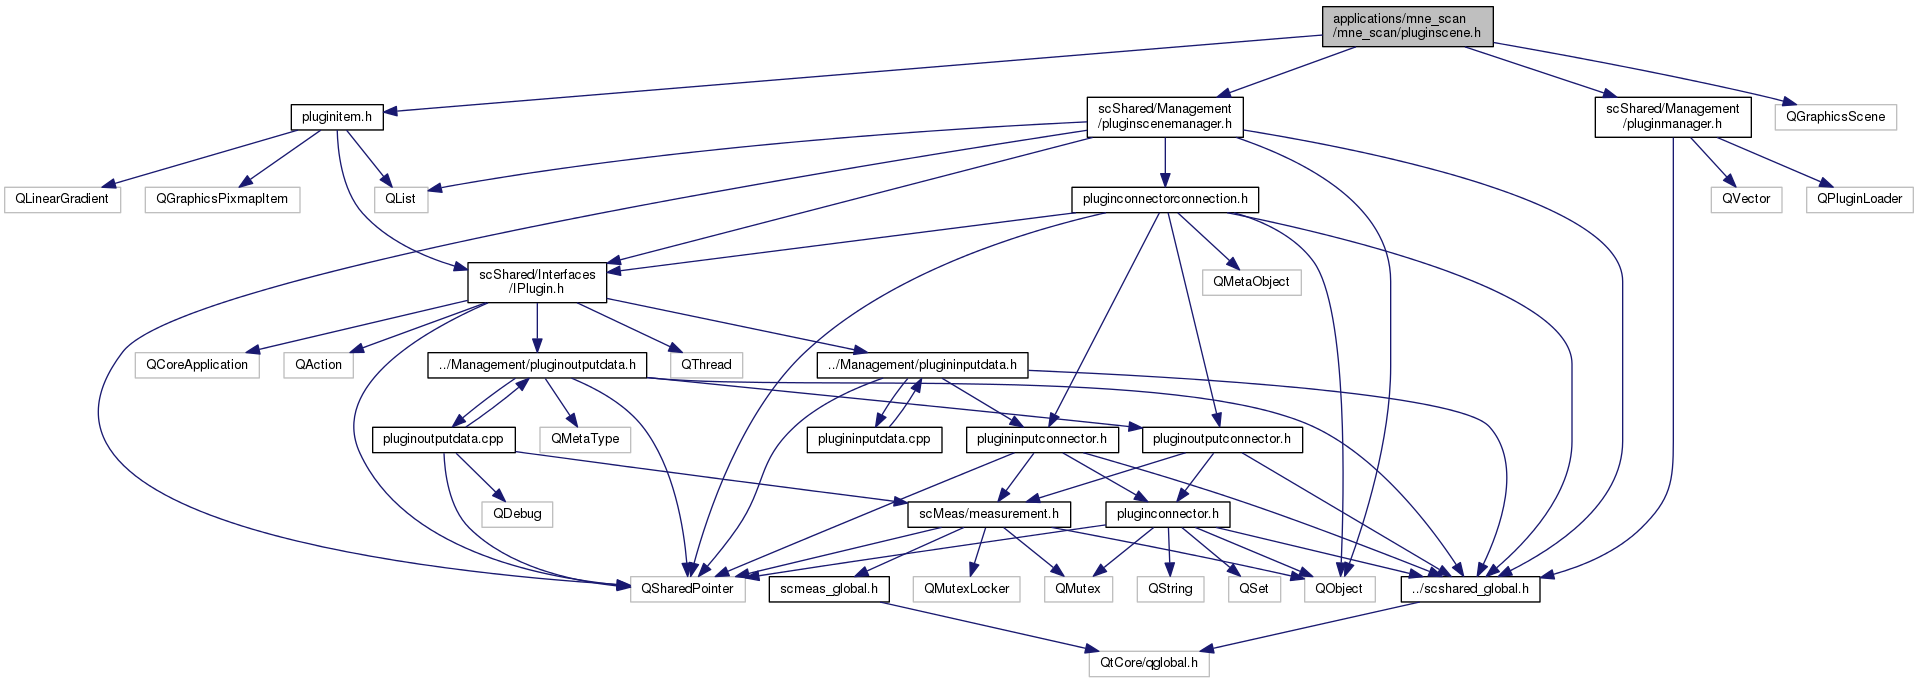 applications/mne_scan
/mne_scan/pluginscene.h
pluginitem.h
scShared/Management
/pluginscenemanager.h
scShared/Management
/pluginmanager.h
QGraphicsScene
QLinearGradient
QGraphicsPixmapItem
QList
pluginconnectorconnection.h
QVector
QPluginLoader
scShared/Interfaces
/IPlugin.h
QMetaObject
QCoreApplication
QAction
../Management/pluginoutputdata.h
QThread
../Management/plugininputdata.h
pluginoutputdata.cpp
QMetaType
plugininputdata.cpp
plugininputconnector.h
pluginoutputconnector.h
QDebug
scMeas/measurement.h
pluginconnector.h
QSharedPointer
scmeas_global.h
QMutexLocker
QMutex
QString
QSet
QObject
../scshared_global.h
QtCore/qglobal.h